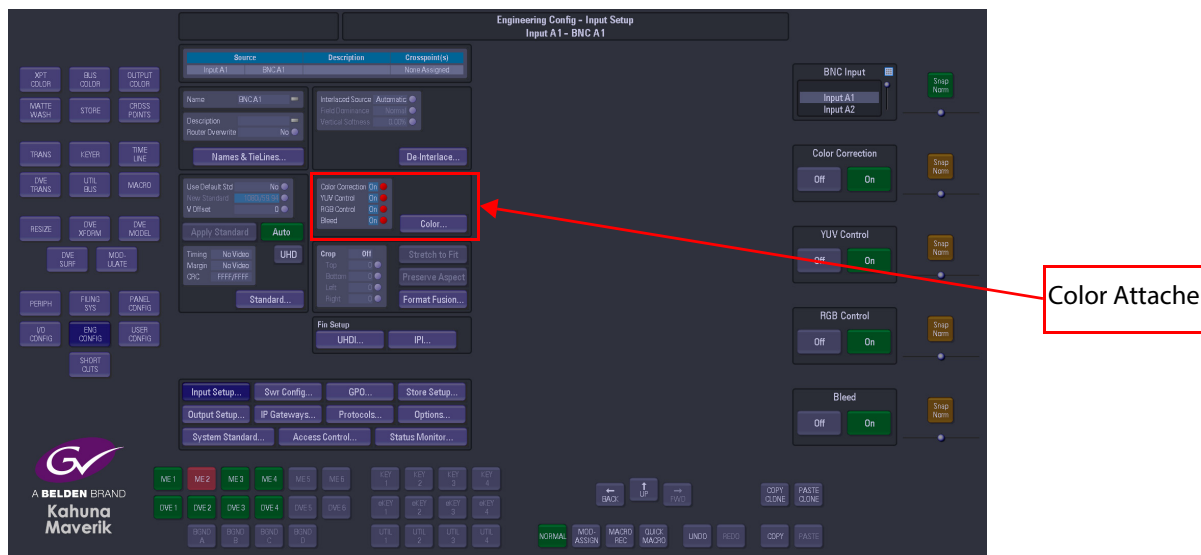 Engineering Config - Input Setup
Input A1 - BNC A1
Source Description Crosspoint(s)
Input A1 BNC A1 None Assigned
XPT COLOR
BUS COLOR
OUTPUT COLOR
MATTE WASH
STORE
CROSS POINTS
TRANS
KEYER
TIME LINE
DVE TRANS
UTIL BUS
MACRO
RESIZE
DVE XFORM
DVE MODEL
DVE SURF
MOD- ULATE
PERIPH
FILING SYS
PANEL CONFIG
I/O CONFIG
ENG CONFIG
USER CONFIG
SHORT CUTS
Name BNC A1
Description
Router Overwrite No
Names & TieLines...
Interlaced Source Automatic
Field Dominance Normal
Vertical Softness 0.00%
De-Interlace...
Use Default Std No
New Standard 1080i/59.94
V Offset 0
Apply Standard Auto
Timing No Video
Margin No Video
CRC FFFF/FFFF
UHD
Standard...
Color Correction On
YUV Control On
RGB Control On
Bleed On
Color...
Crop Off
Top 0
Bottom 0
Left 0
Right 0
Stretch to Fit
Preserve Aspect
Format Fusion...
Fin Setup
UHDI... IPI...
Input Setup... Swr Config... GPO... Store Setup...
Output Setup... IP Gateways... Protocols... Options...
System Standard... Access Control... Status Monitor...
BNC Input
Input A1
Input A2
Snap Norm
Color Correction
Off On
Snap Norm
YUV Control
Off On
Snap Norm
RGB Control
Off On
Snap Norm
Bleed
Off On
Snap Norm
Color Attache
GV
A BELDEN BRAND
Kahuna
Maverik
ME 1 ME 2 ME 3 ME 4 ME 5 ME 6
DVE 1 DVE 2 DVE 3 DVE 4 DVE 5 DVE 6
BGND A BGND B BGND C BGND D
KEY 1 KEY 2 KEY 3 KEY 4
eKEY 1 eKEY 2 eKEY 3 eKEY 4
UTIL 1 UTIL 2 UTIL 3 UTIL 4
BACK UP FWD
COPY CLONE PASTE CLONE
NORMAL MOD- ASSIGN MACRO REC QUICK MACRO UNDO REDO COPY PASTE